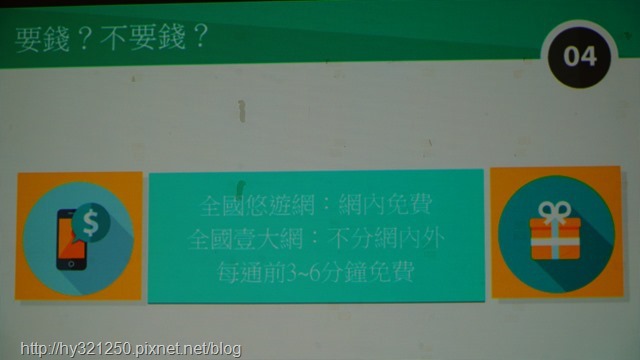 要錢？不要錢？
04
全國悠遊網：網內免費
全國壹大網：不分網內外
每通前3~6分鐘免費
$
http://hy321250.pixnet.net/blog